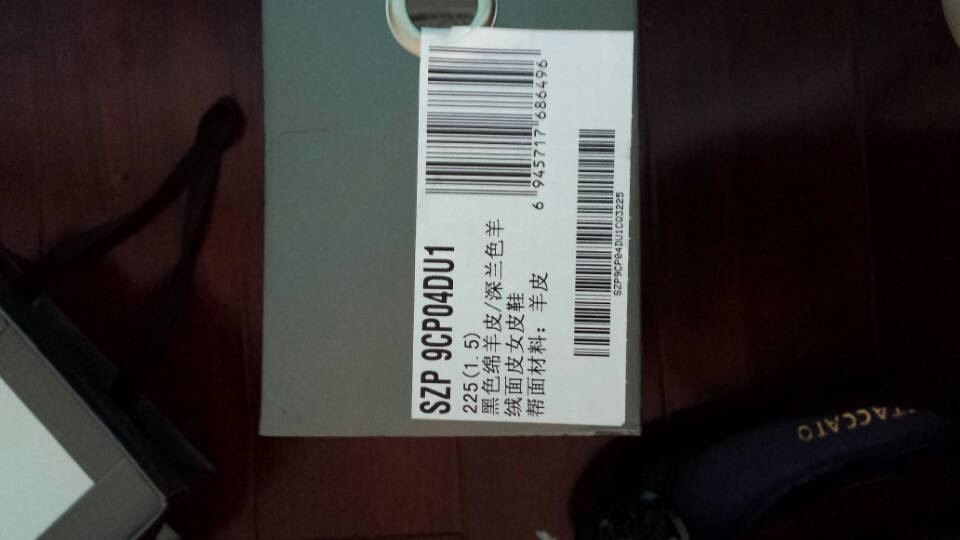 SZP 9CP04DU1
225(1.5)
黑色绵羊皮/深兰色羊
绒面皮女皮鞋
帮面材料：羊皮
6 945717 686496
SZP9CP04DU1C03225
TACCATO